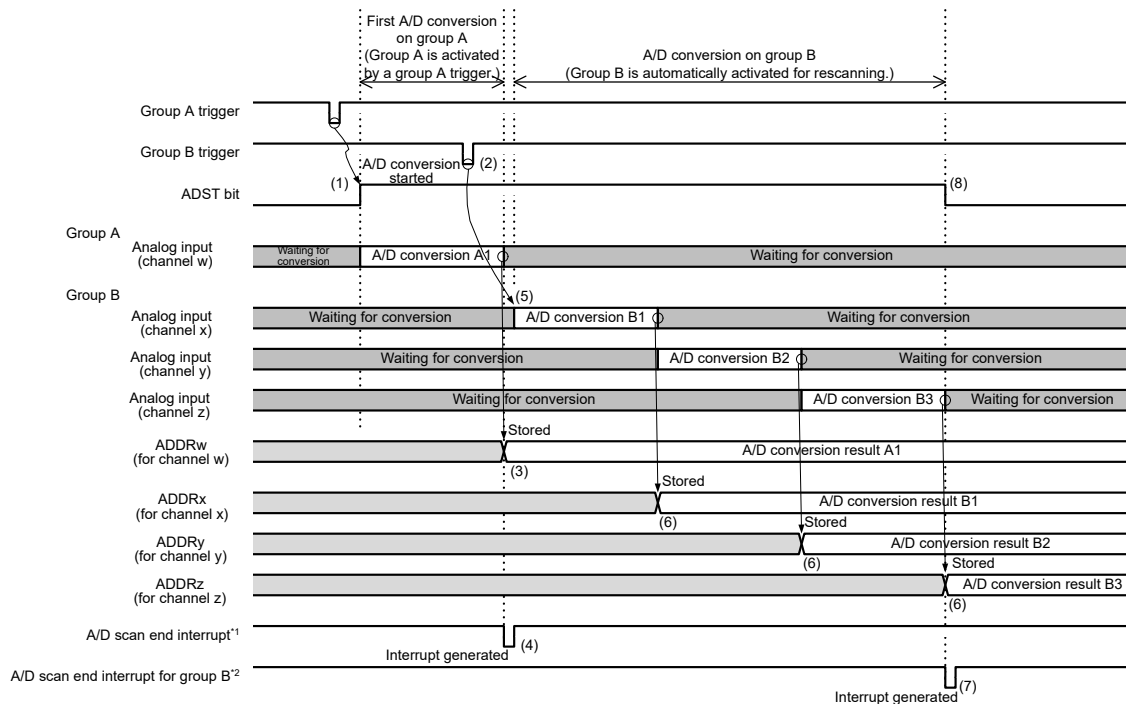 First A/D conversion
on group A
(Group A is activated
by a group A trigger.)
A/D conversion on group B
(Group B is automatically activated for rescanning.)
Group A trigger
Group B trigger
(2)
A/D conversion
started
(1)
(8)
ADST bit
Group A
Analog input
(channel w)
Waiting for
conversion
A/D conversion A1
Waiting for conversion
Group B
(5)
Analog input
(channel x)
Waiting for conversion
A/D conversion B1
Waiting for conversion
Analog input
(channel y)
Waiting for conversion
A/D conversion B2
Waiting for conversion
Analog input
(channel z)
Waiting for conversion
A/D conversion B3
Waiting for conversion
Stored
ADDRw
(for channel w)
A/D conversion result A1
(3)
Stored
ADDRx
(for channel x)
A/D conversion result B1
(6)
Stored
ADDRy
(for channel y)
A/D conversion result B2
(6)
Stored
ADDRz
(for channel z)
A/D conversion result B3
(6)
A/D scan end interrupt*1
(4)
Interrupt generated
A/D scan end interrupt for group B*2
(7)
Interrupt generated